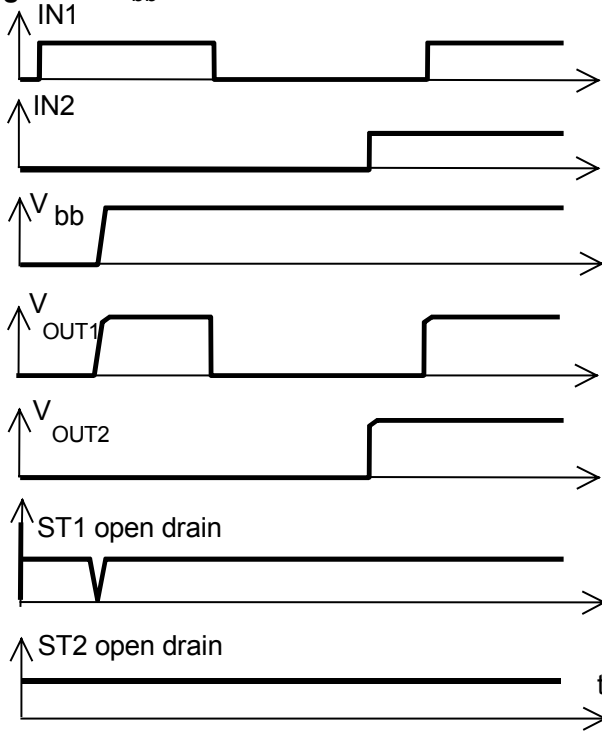 IN1
IN2
V bb
V OUT1
V OUT2
ST1 open drain
ST2 open drain
t